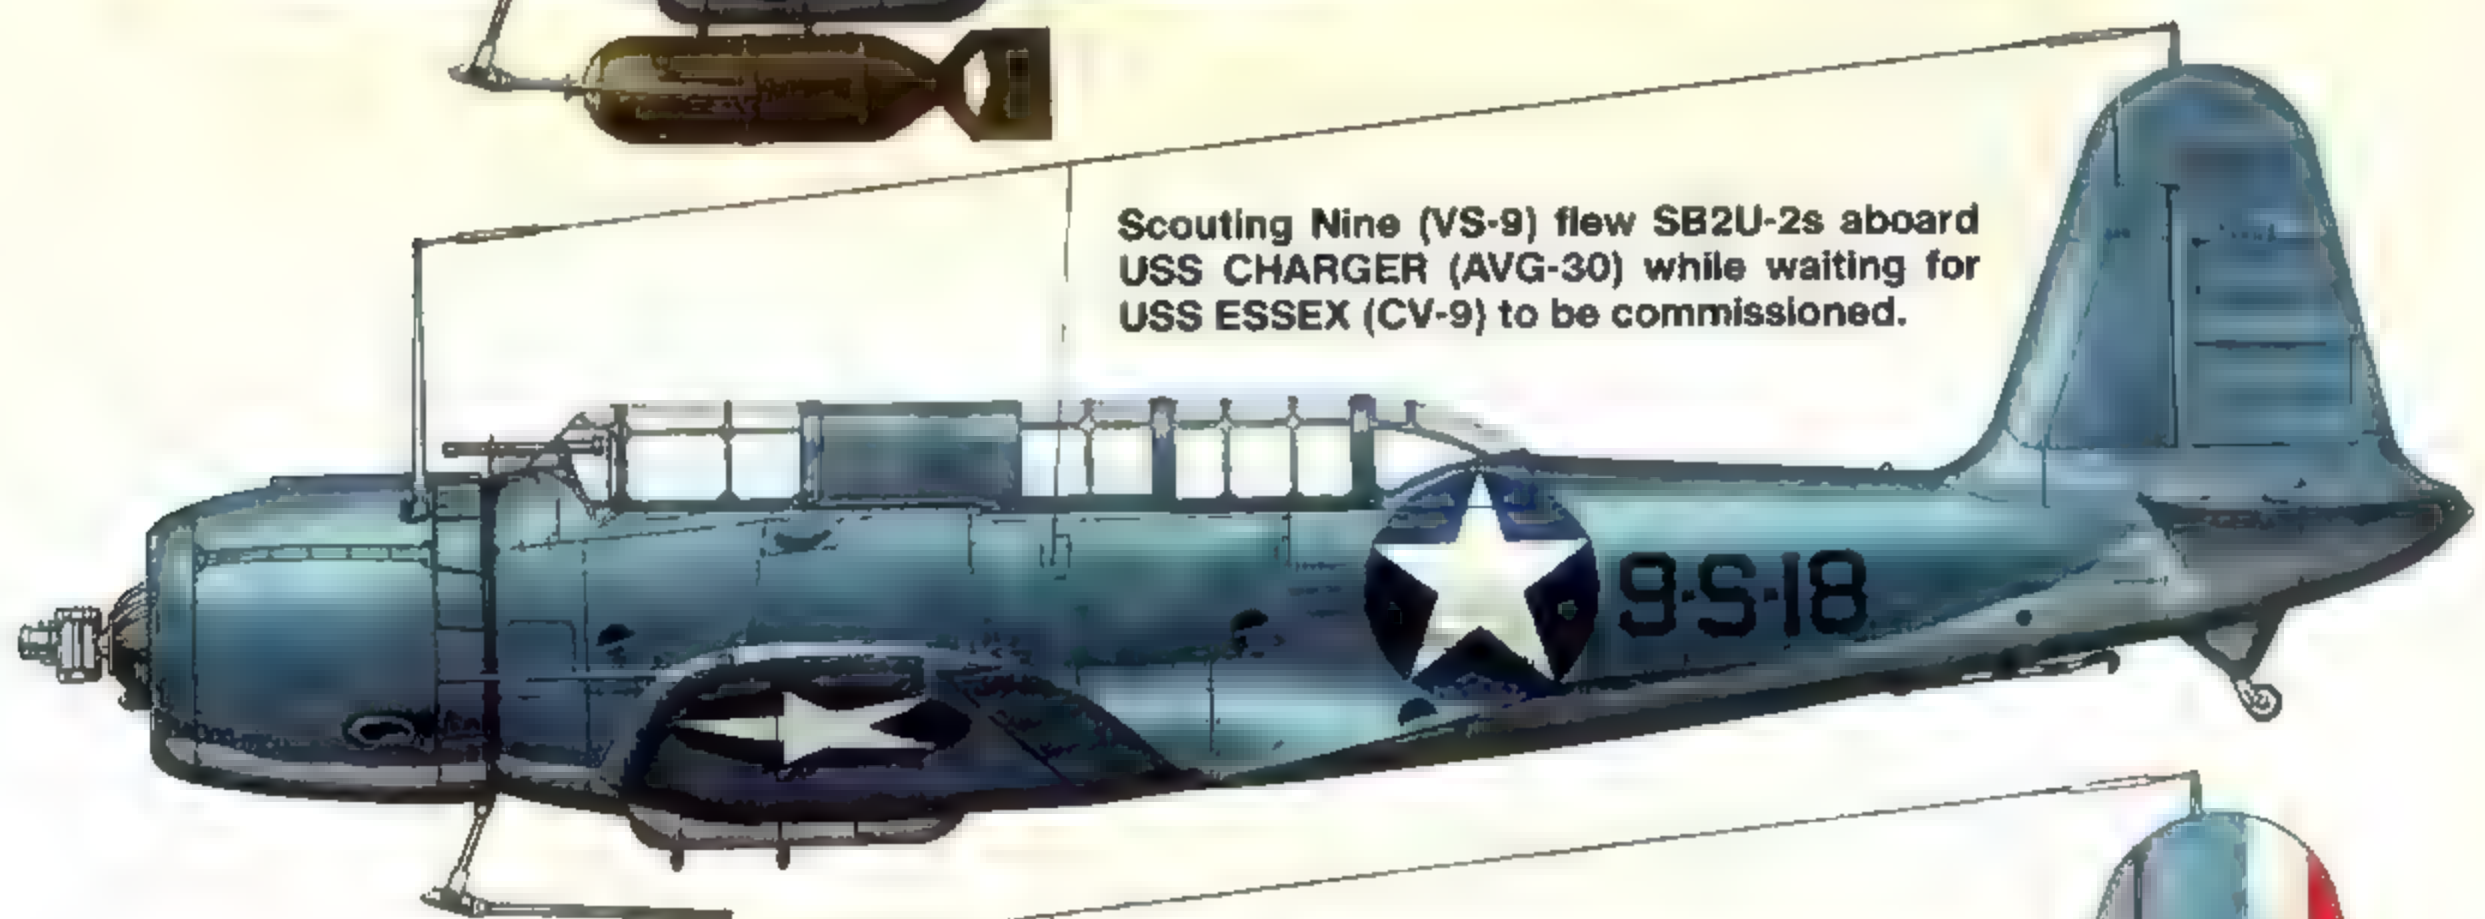 Scouting Nine (VS-9) flew SB2U-2s aboard
USS CHARGER (AVG-30) while waiting for
USS ESSEX (CV-9) to be commissioned.
9-S-18